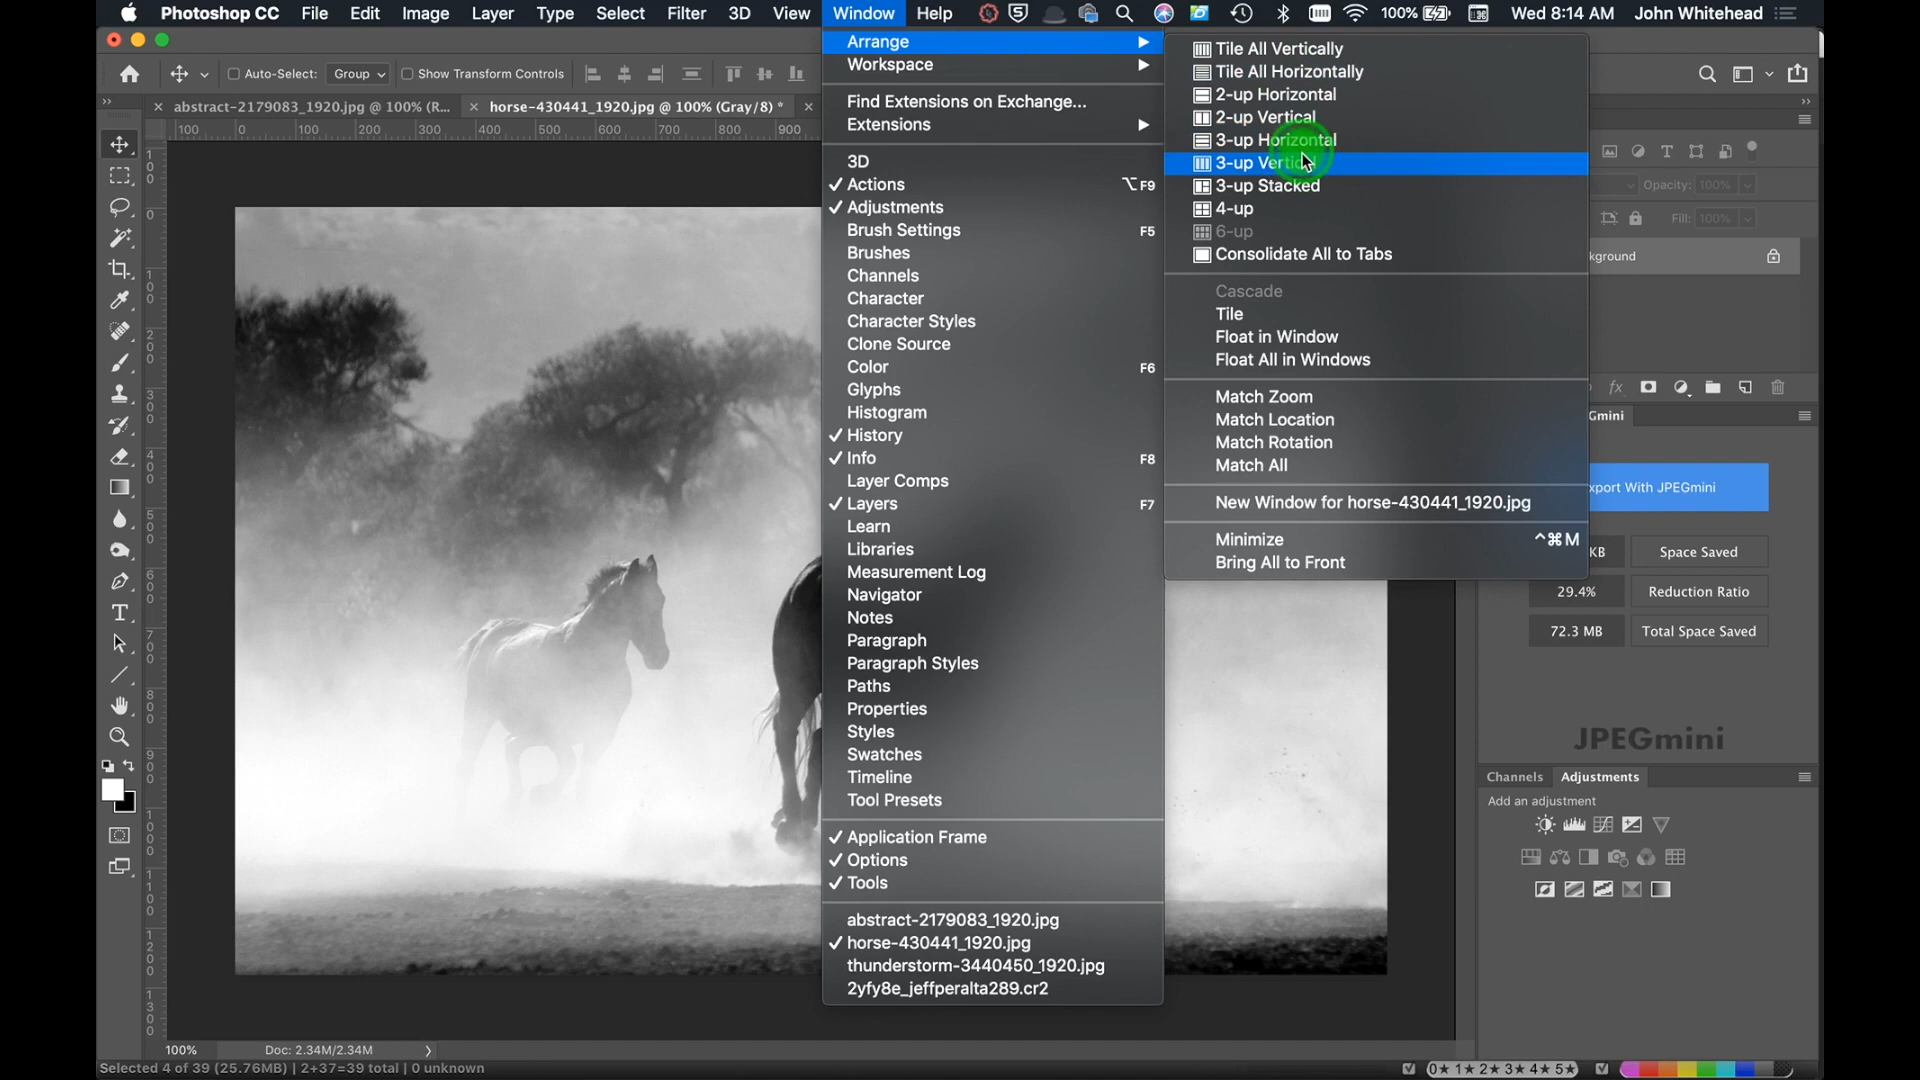 Photoshop CC File Edit Image Layer Type Select Filter 3D View Window Help 100% Wed 8:14 AM John Whitehead
Auto-Select: Group Show Transform Controls
abstract-2179083_1920.jpg @ 100% (R... horse-430441_1920.jpg @ 100% (Gray/8) *
100 0 100 200 300 400 500 600 700 800 900
Arrange
Workspace
Find Extensions on Exchange...
Extensions
3D
✓ Actions ⌥F9
✓ Adjustments
Brush Settings F5
Brushes
Channels
Character
Character Styles
Clone Source
Color F6
Glyphs
Histogram
✓ History
✓ Info F8
Layer Comps
✓ Layers F7
Learn
Libraries
Measurement Log
Navigator
Notes
Paragraph
Paragraph Styles
Paths
Properties
Styles
Swatches
Timeline
Tool Presets
✓ Application Frame
✓ Options
✓ Tools
abstract-2179083_1920.jpg
✓ horse-430441_1920.jpg
thunderstorm-3440450_1920.jpg
2yfy8e_jeffperalta289.cr2
Tile All Vertically
Tile All Horizontally
2-up Horizontal
2-up Vertical
3-up Horizontal
3-up Vertical
3-up Stacked
4-up
6-up
Consolidate All to Tabs
Cascade
Tile
Float in Window
Float All in Windows
Match Zoom
Match Location
Match Rotation
Match All
New Window for horse-430441_1920.jpg
Minimize ^⌘M
Bring All to Front
Opacity: 100%
Fill: 100%
kground
fx
Gmini
xport With JPEGmini
KB Space Saved
29.4% Reduction Ratio
72.3 MB Total Space Saved
JPEGmini
Channels Adjustments
Add an adjustment
100% Doc: 2.34M/2.34M
Selected 4 of 39 (25.76MB) | 2+37=39 total | 0 unknown
0★ 1★ 2★ 3★ 4★ 5★